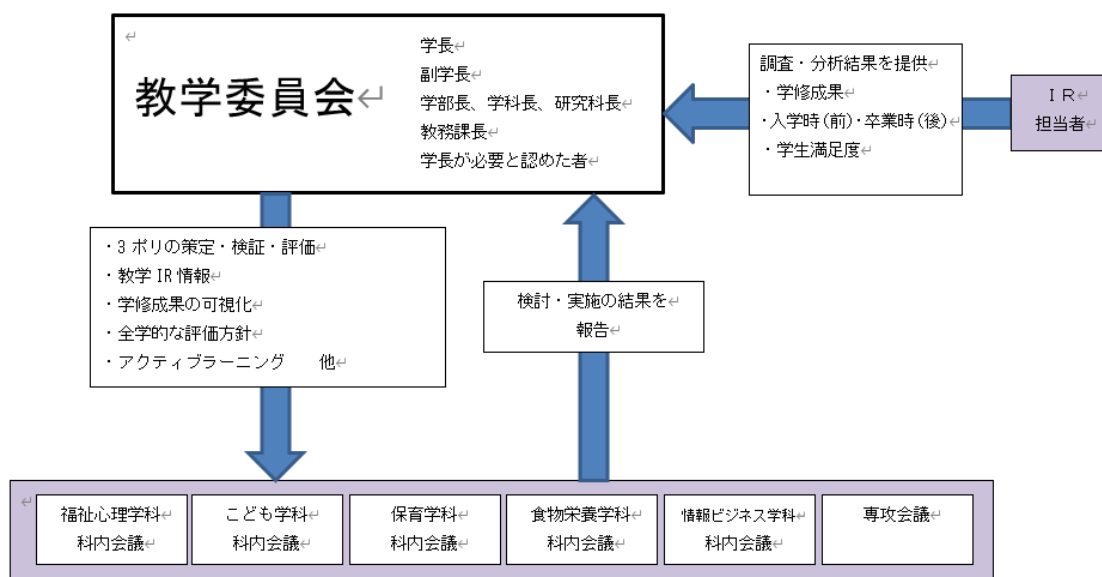 教学委員会
学長
副学長
学部長、学科長、研究科長
教務課長
学長が必要と認めた者
調査・分析結果を提供
・学修成果
・入学時(前)・卒業時(後)
・学生満足度
ＩＲ
担当者
・3 ポリの策定・検証・評価
・教学 IR 情報
・学修成果の可視化
・全学的な評価方針
・アクティブラーニング　　他
検討・実施の結果を
報告
福祉心理学科
科内会議
こども学科
科内会議
保育学科
科内会議
食物栄養学科
科内会議
情報ビジネス学科
科内会議
専攻会議